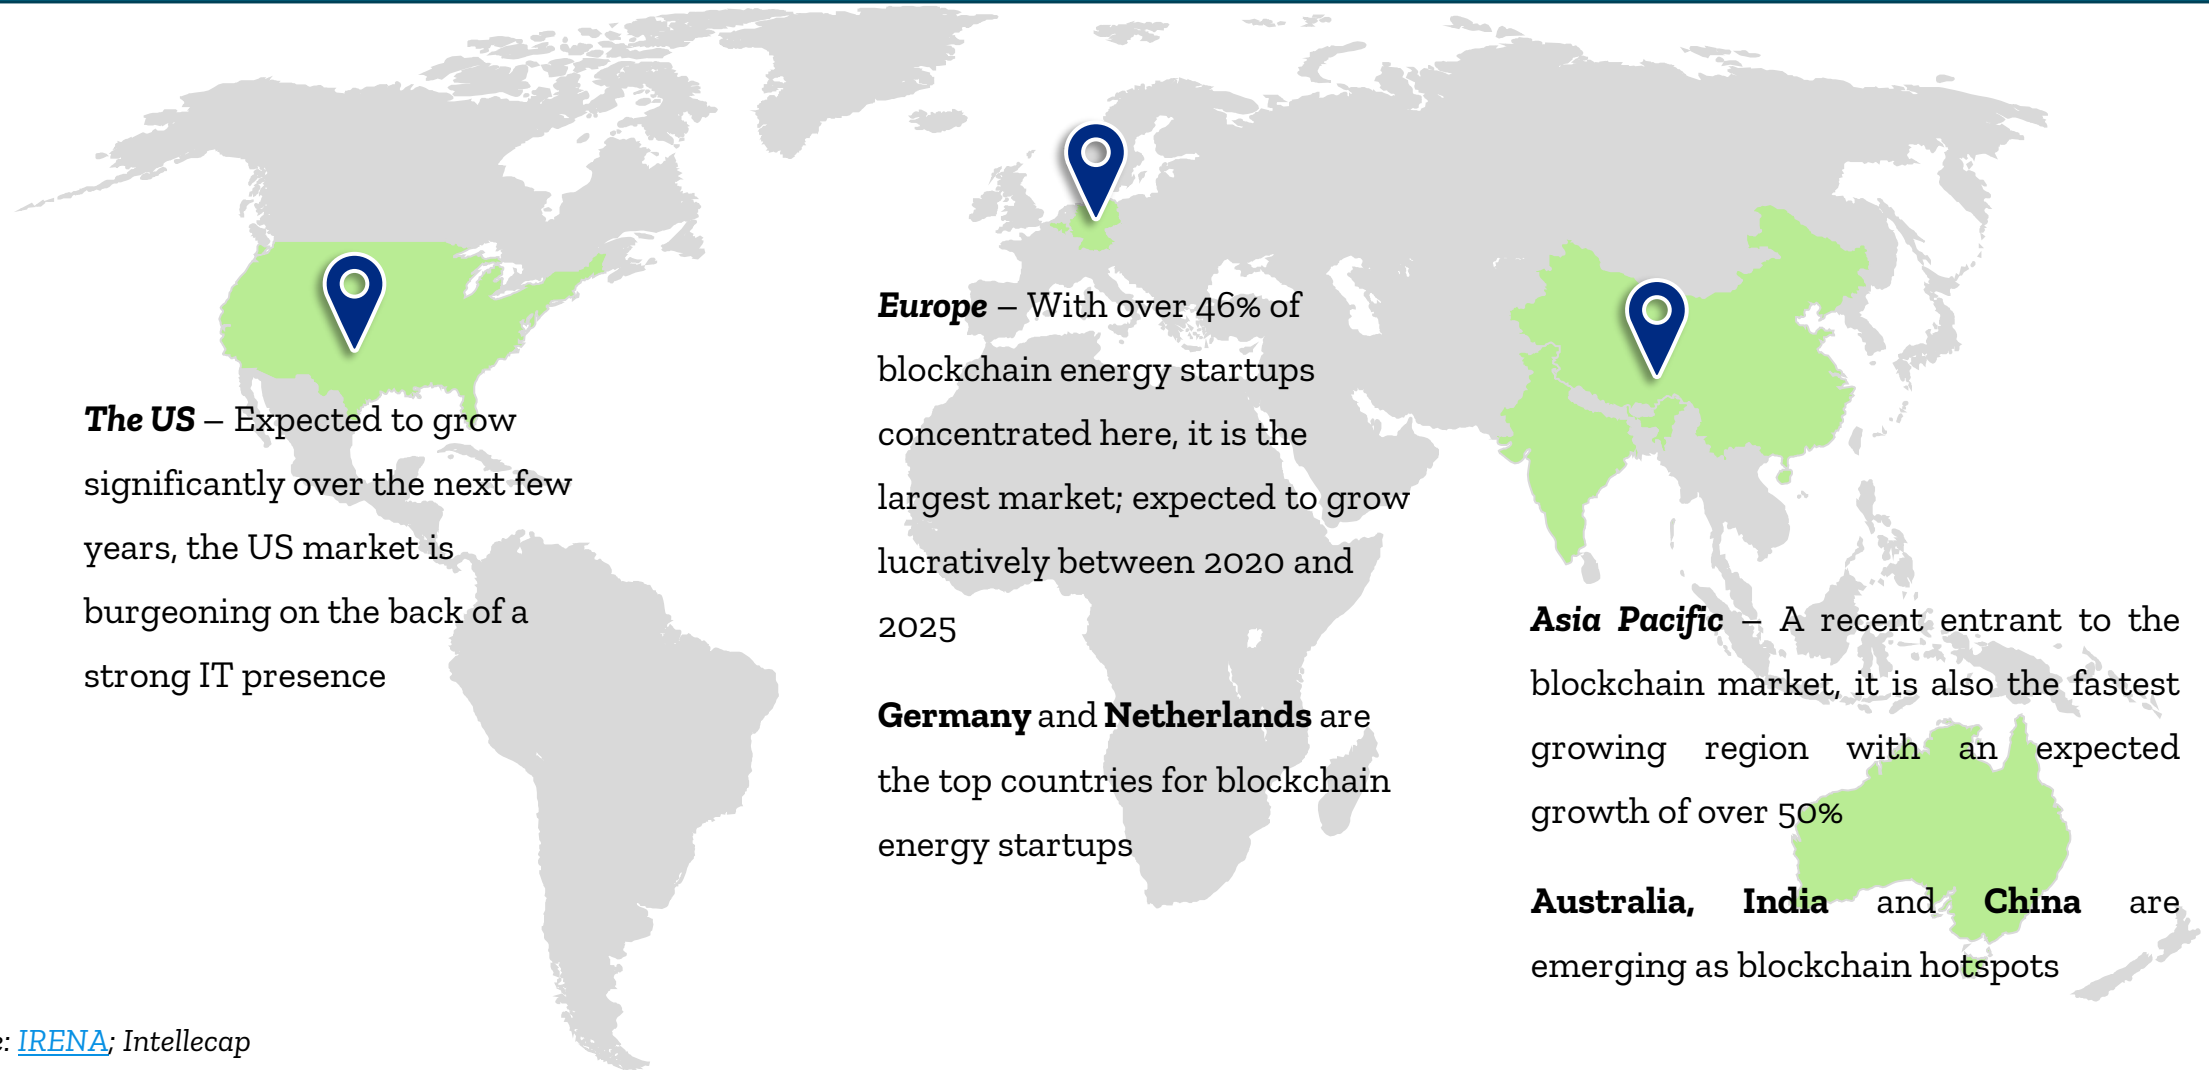 The US – Expected to grow
significantly over the next few
years, the US market is
burgeoning on the back of a
strong IT presence
Europe – With over 46% of
blockchain energy startups
concentrated here, it is the
largest market; expected to grow
lucratively between 2020 and
2025
Germany and Netherlands are
the top countries for blockchain
energy startups
Asia Pacific – A recent entrant to the
blockchain market, it is also the fastest
growing region with an expected
growth of over 50%
Australia, India and China are
emerging as blockchain hotspots
: IRENA; Intellecap